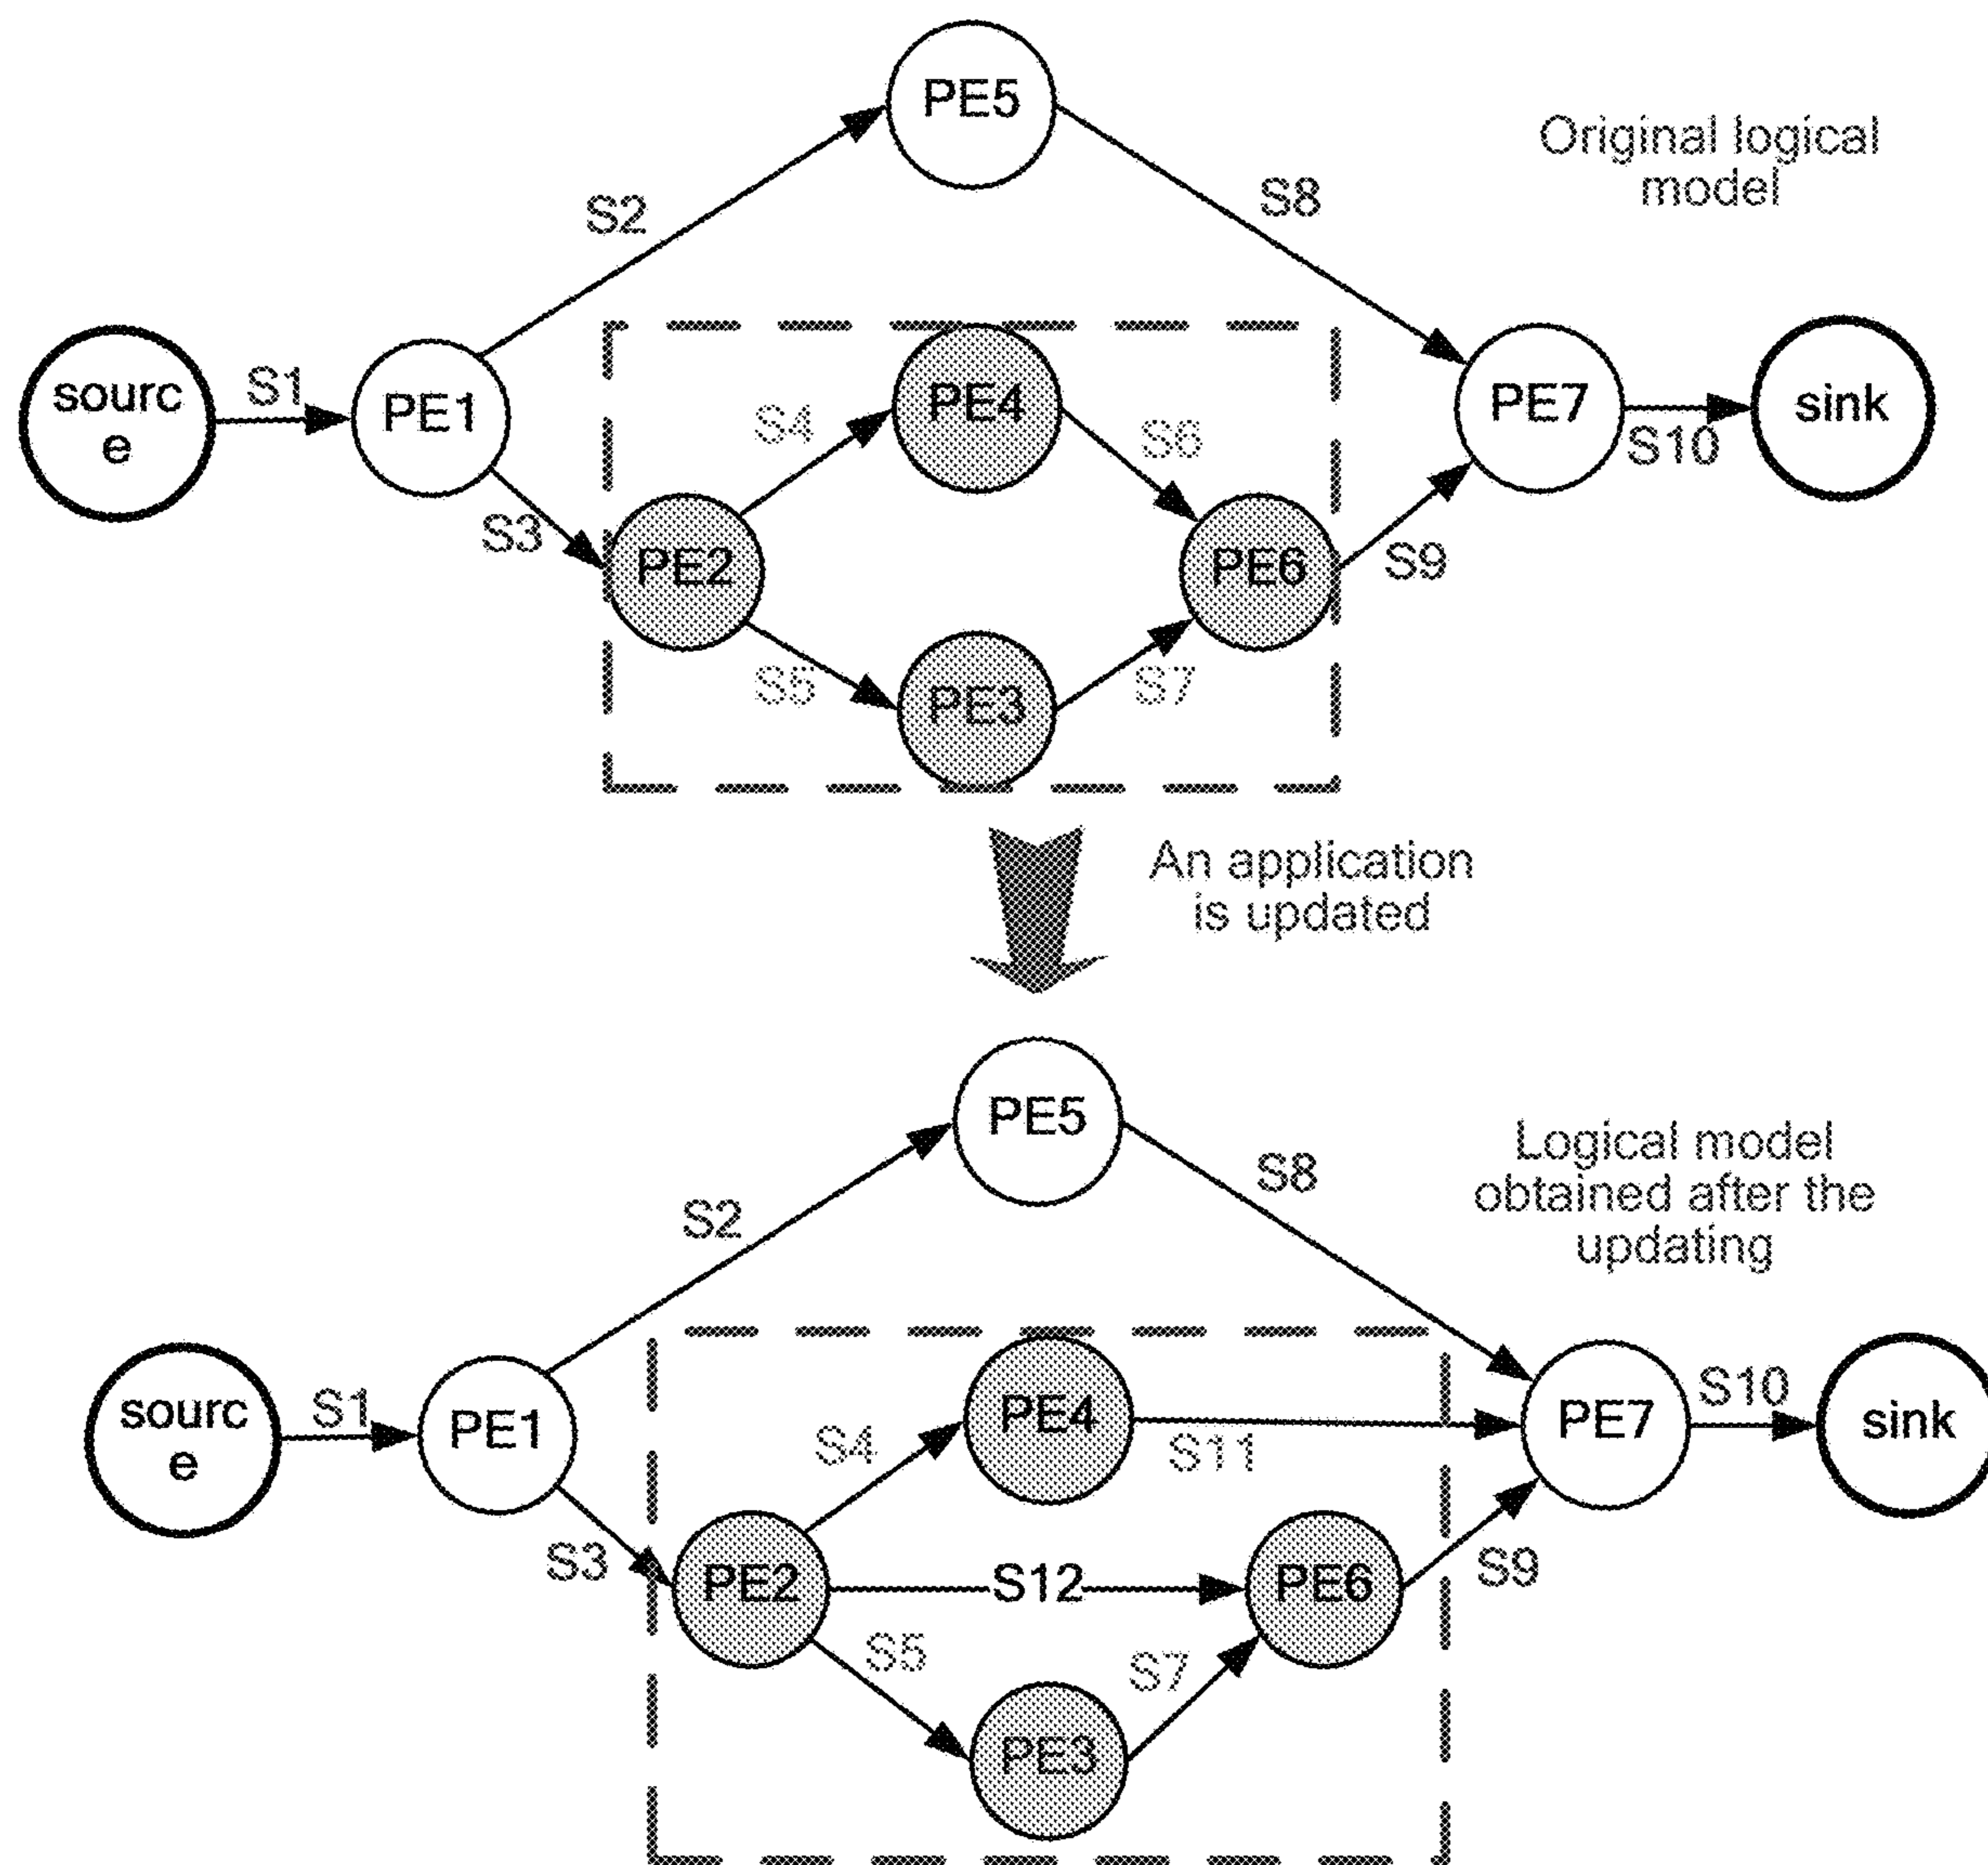 PE5
Original logical
model
S2
S8
sourc
e
S1
PE1
S4
PE4
S6
PE7
S10
sink
S3
PE2
PE6
S9
S5
PE3
S7
An application
is updated
PE5
Logical model
obtained after the
updating
S2
S8
sourc
e
S1
PE1
S4
PE4
S11
PE7
S10
sink
S3
PE2
S12
PE6
S9
S5
PE3
S7